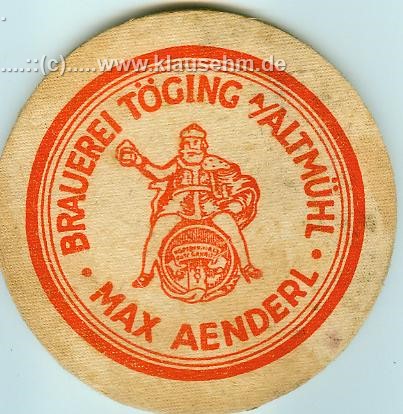 .....::(c).....www.klausehm.de
BRAUEREI TÖGING A/ALTMÜHL
MAX AENDERL